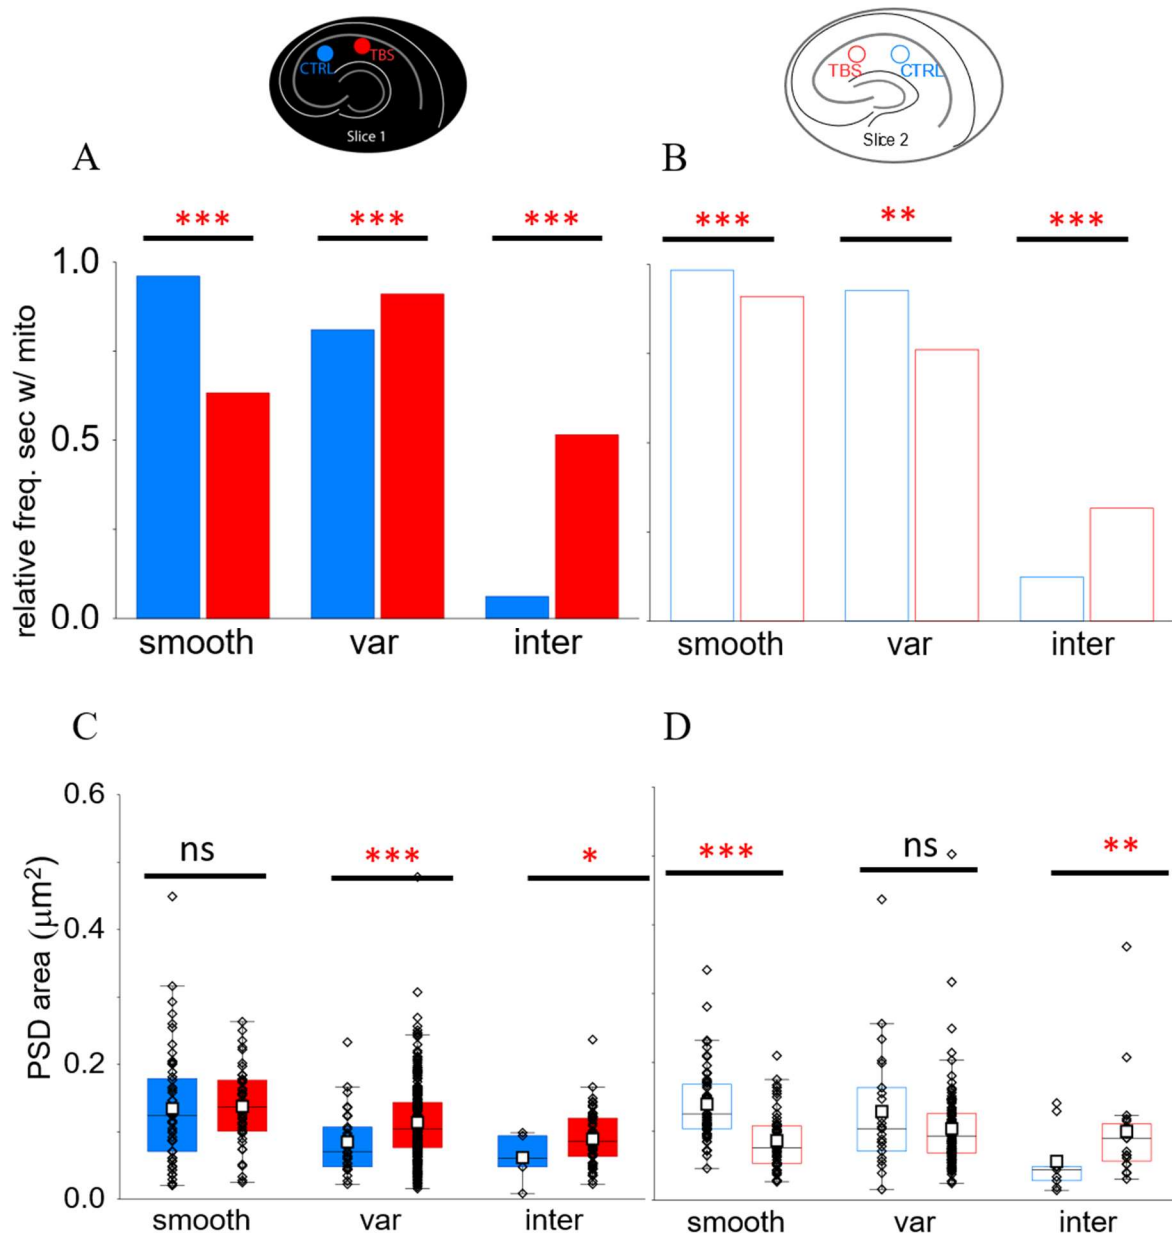 CTRL
TBS
Slice 1
TBS
CTRL
Slice 2
A
B
***
***
***
***
**
***
relative freq. sec w/ mito
1.0
0.5
0.0
smooth
var
inter
smooth
var
inter
C
D
PSD area (μm²)
0.6
0.4
0.2
0.0
ns
***
*
***
ns
**
smooth
var
inter
smooth
var
inter